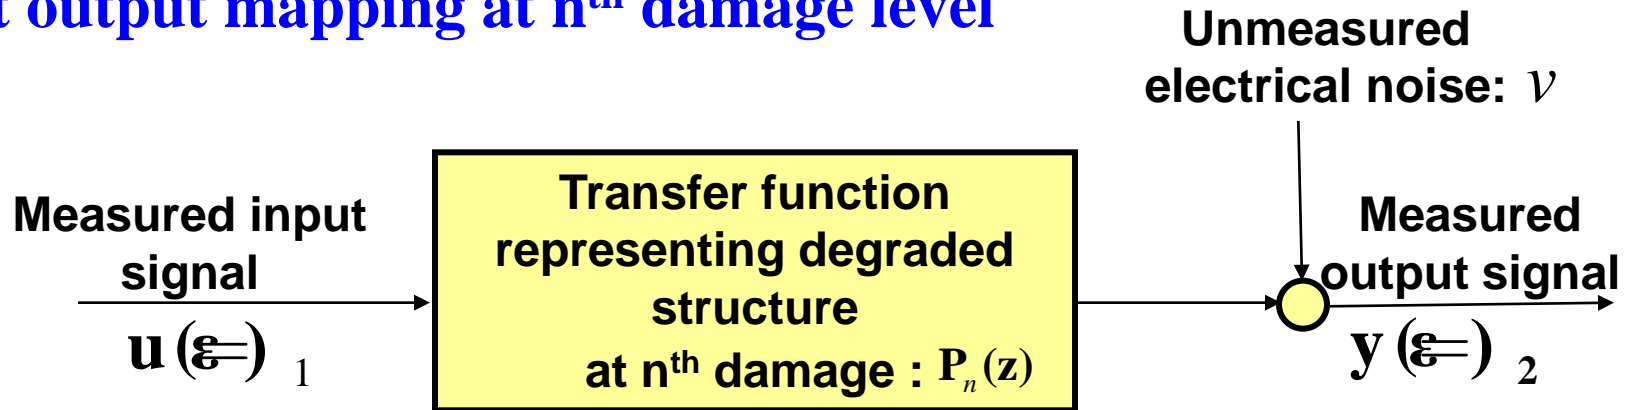 t output mapping at nth damage level
Unmeasured
electrical noise: ν
Measured input
signal
u (ε=) 1
Transfer function
representing degraded
structure
at nth damage : Pn(z)
Measured
output signal
y (ε=) 2